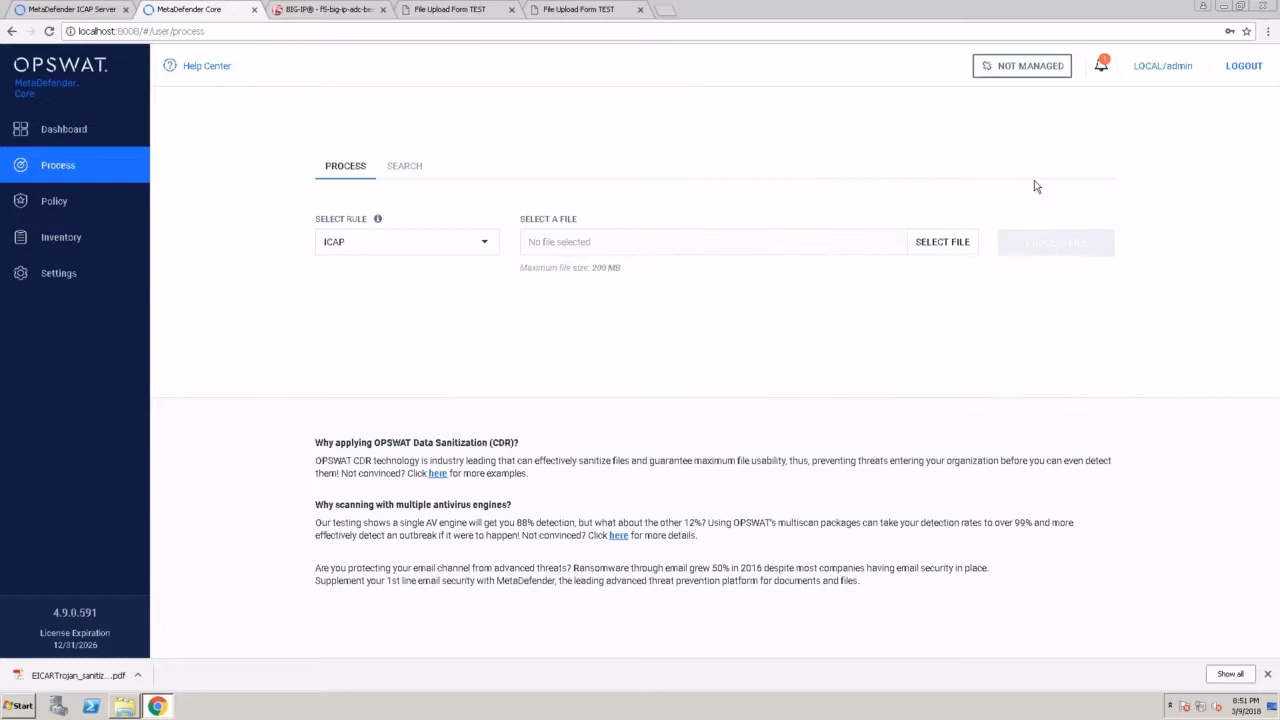 MetaDefender ICAP Server
MetaDefender Core
BIG-IP® - f5-big-ip-adc-bec
File Upload Form TEST
File Upload Form TEST
localhost:8008/#/user/process
OPSWAT.
MetaDefender
Core
Help Center
NOT MANAGED
1
LOCAL/admin
LOGOUT
Dashboard
Process
Policy
Inventory
Settings
PROCESS
SEARCH
SELECT RULE
SELECT A FILE
ICAP
No file selected
SELECT FILE
Maximum file size: 200 MB
Why applying OPSWAT Data Sanitization (CDR)?
OPSWAT CDR technology is industry leading that can effectively sanitize files and guarantee maximum file usability, thus, preventing threats entering your organization before you can even detect
them! Not convinced? Click here for more examples.
Why scanning with multiple antivirus engines?
Our testing shows a single AV engine will get you 88% detection, but what about the other 12%? Using OPSWAT's multiscan packages can take your detection rates to over 99% and more
effectively detect an outbreak if it were to happen! Not convinced? Click here for more details.
Are you protecting your email channel from advanced threats? Ransomware through email grew 50% in 2016 despite most companies having email security in place.
Supplement your 1st line email security with MetaDefender, the leading advanced threat prevention platform for documents and files.
4.9.0.591
License Expiration
12/31/2026
EICARTrojan_sanitiz....pdf
Show all
Start
8:51 PM
3/9/2018